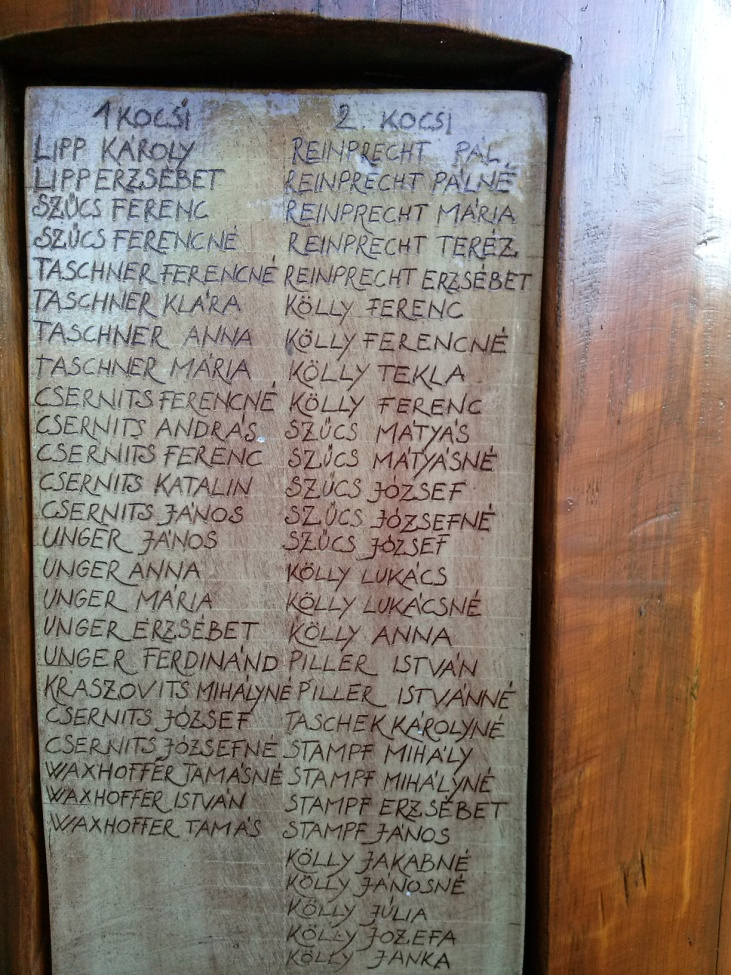 1 KOCSI
LIPP KÁROLY
LIPP ERZSÉBET
SZŰCS FERENC
SZŰCS FERENCNÉ
TASCHNER FERENCNÉ
TASCHNER KLÁRA
TASCHNER ANNA
TASCHNER MÁRIA
CSERNITS FERENCNÉ
CSERNITS ANDRÁS
CSERNITS FERENC
CSERNITS KATALIN
CSERNITS JÁNOS
UNGER JÁNOS
UNGER ANNA
UNGER MÁRIA
UNGER ERZSÉBET
UNGER FERDINÁND
KRASZOVITS MIHÁLYNÉ
CSERNITS JÓZSEF
CSERNITS JÓZSEFNÉ
WAXHOFFER TAMÁSNÉ
WAXHOFFER ISTVÁN
WAXHOFFER TAMÁS
2. KOCSI
REINPRECHT PÁL
REINPRECHT PÁLNÉ
REINPRECHT MÁRIA
REINPRECHT TERÉZ
REINPRECHT ERZSÉBET
KÖLLY FERENC
KÖLLY FERENCNÉ
KÖLLY TEKLA
KÖLLY FERENC
SZŰCS MÁTYÁS
SZŰCS MÁTYÁSNÉ
SZŰCS JÓZSEF
SZŰCS JÓZSEFNÉ
SZŰCS JÓZSEF
KÖLLY LUKÁCS
KÖLLY LUKÁCSNÉ
KÖLLY ANNA
PILLER ISTVÁN
PILLER ISTVÁNNÉ
TASCHEK KÁROLYNÉ
STAMPF MIHÁLY
STAMPF MIHÁLYNÉ
STAMPF ERZSÉBET
STAMPF JÁNOS
KÖLLY JAKABNÉ
KÖLLY JÁNOSNÉ
KÖLLY JÚLIA
KÖLLY JOZEFA
KÖLLY JANKA